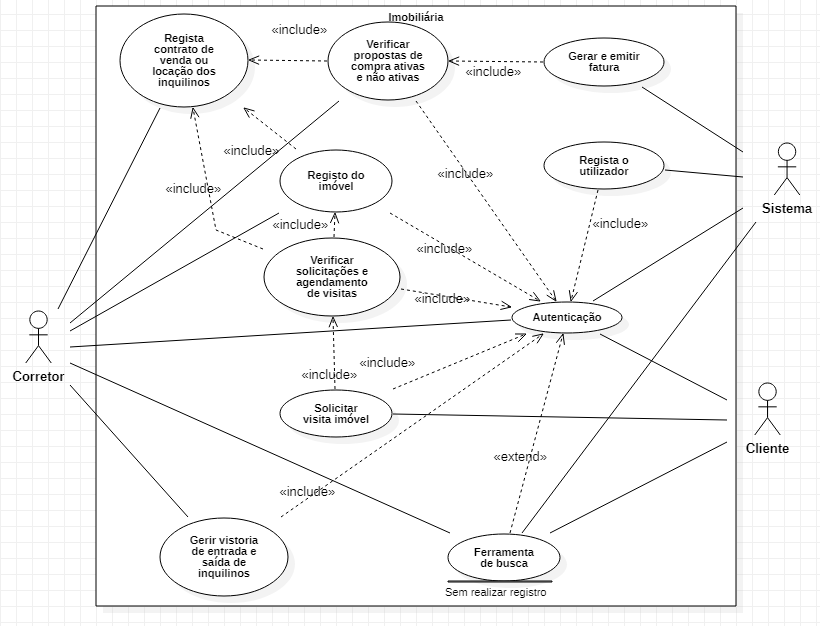 Imobiliária
Regista
contrato de
venda ou
locação dos
inquilinos
«include»
Verificar
propostas de
compra ativas
e não ativas
«include»
Gerar e emitir
fatura
«include»
«include»
Registo do
imóvel
«include»
Regista o
utilizador
Sistema
«include»
«include»
«include»
«include»
Verificar
solicitações e
agendamento
de visitas
«include»
Autenticação
Corretor
«include»
«include»
Solicitar
visita imóvel
Cliente
«extend»
«include»
Gerir vistoria
de entrada e
saída de
inquilinos
Ferramenta
de busca
Sem realizar registro